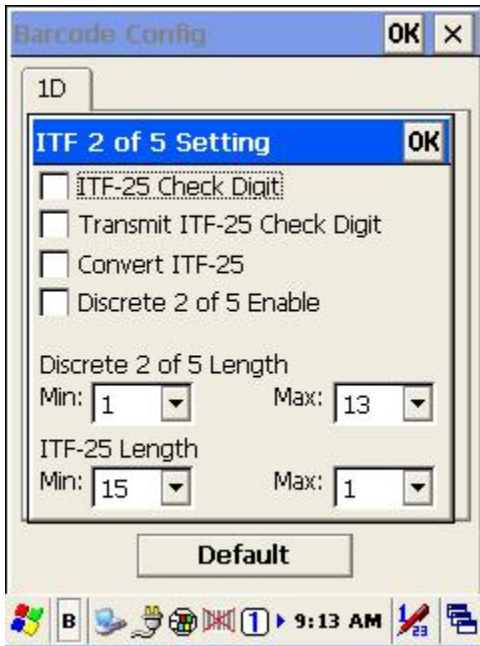 Barcode Config OK ×
1D
ITF 2 of 5 Setting OK
ITF-25 Check Digit
Transmit ITF-25 Check Digit
Convert ITF-25
Discrete 2 of 5 Enable
Discrete 2 of 5 Length
Min: 1 Max: 13
ITF-25 Length
Min: 15 Max: 1
Default
B 1 9:13 AM 1/23